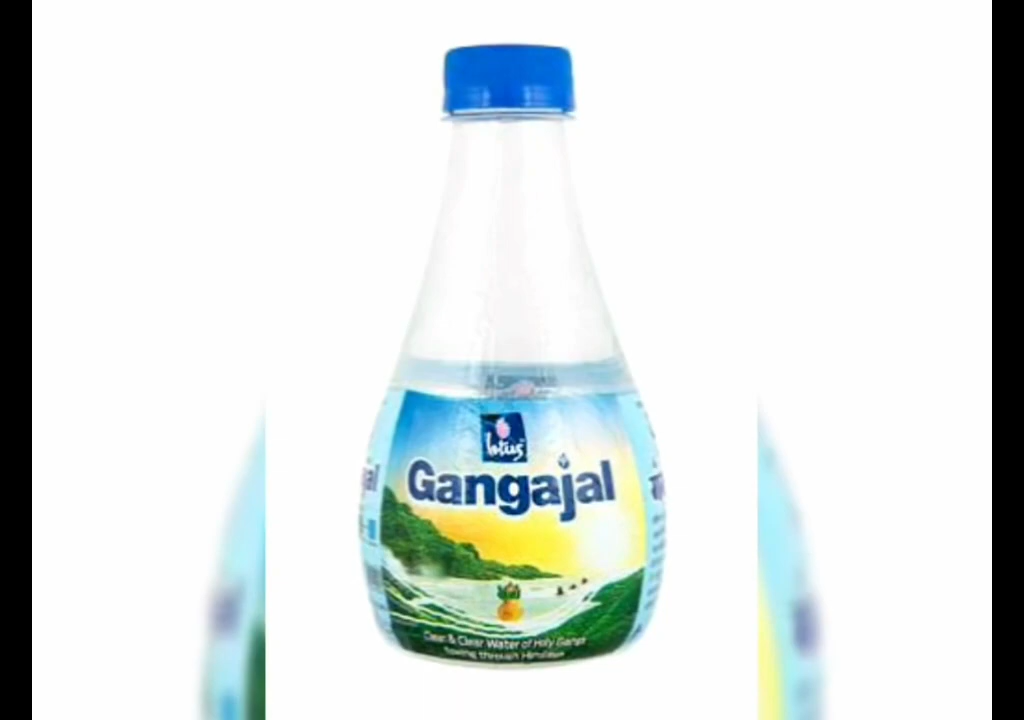 lotus
Gangajal
Clean & Clear Water of Holy Ganga
flowing through Himalaya